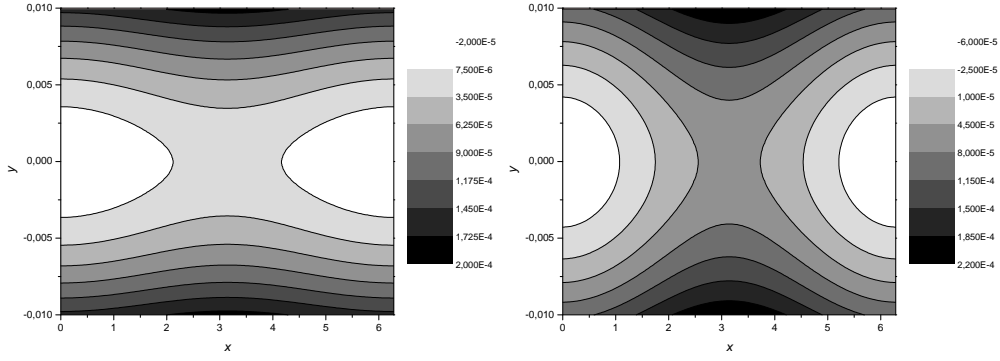 0,010
0,005
0,000
-0,005
-0,010
y
0 1 2 3 4 5 6
x
-2,000E-5
7,500E-6
3,500E-5
6,250E-5
9,000E-5
1,175E-4
1,450E-4
1,725E-4
2,000E-4
0,010
0,005
0,000
-0,005
-0,010
y
0 1 2 3 4 5 6
x
-6,000E-5
-2,500E-5
1,000E-5
4,500E-5
8,000E-5
1,150E-4
1,500E-4
1,850E-4
2,200E-4